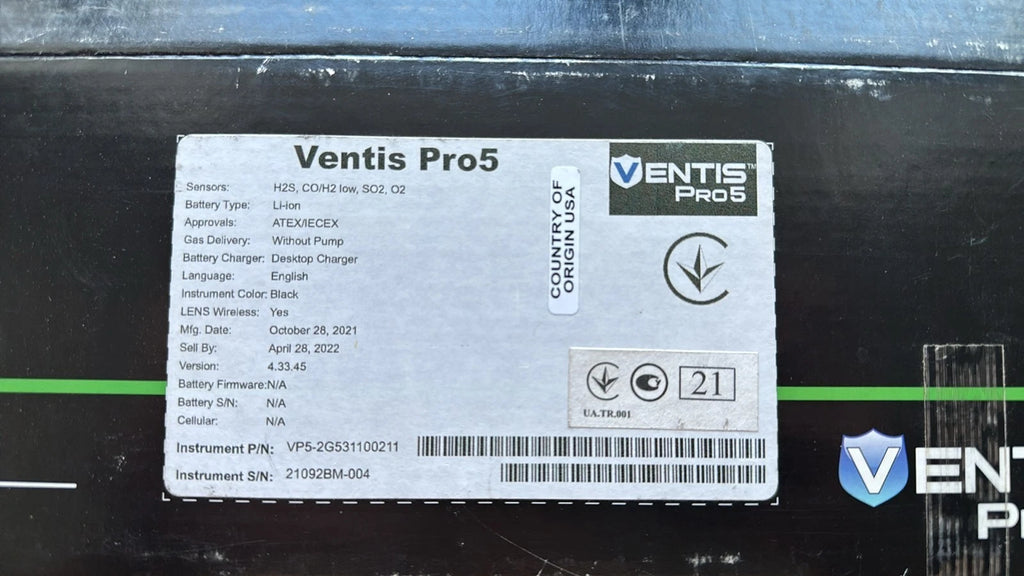 Ventis Pro5
VENTIS™
PRO5
Sensors: H2S, CO/H2 low, SO2, O2
Battery Type: Li-ion
Approvals: ATEX/IECEX
Gas Delivery: Without Pump
Battery Charger: Desktop Charger
Language: English
Instrument Color: Black
LENS Wireless: Yes
Mfg. Date: October 28, 2021
Sell By: April 28, 2022
Version: 4.33.45
Battery Firmware:N/A
Battery S/N: N/A
Cellular: N/A
COUNTRY OF
ORIGIN USA
21
UA.TR.001
Instrument P/N: VP5-2G531100211
Instrument S/N: 21092BM-004
VENT
P